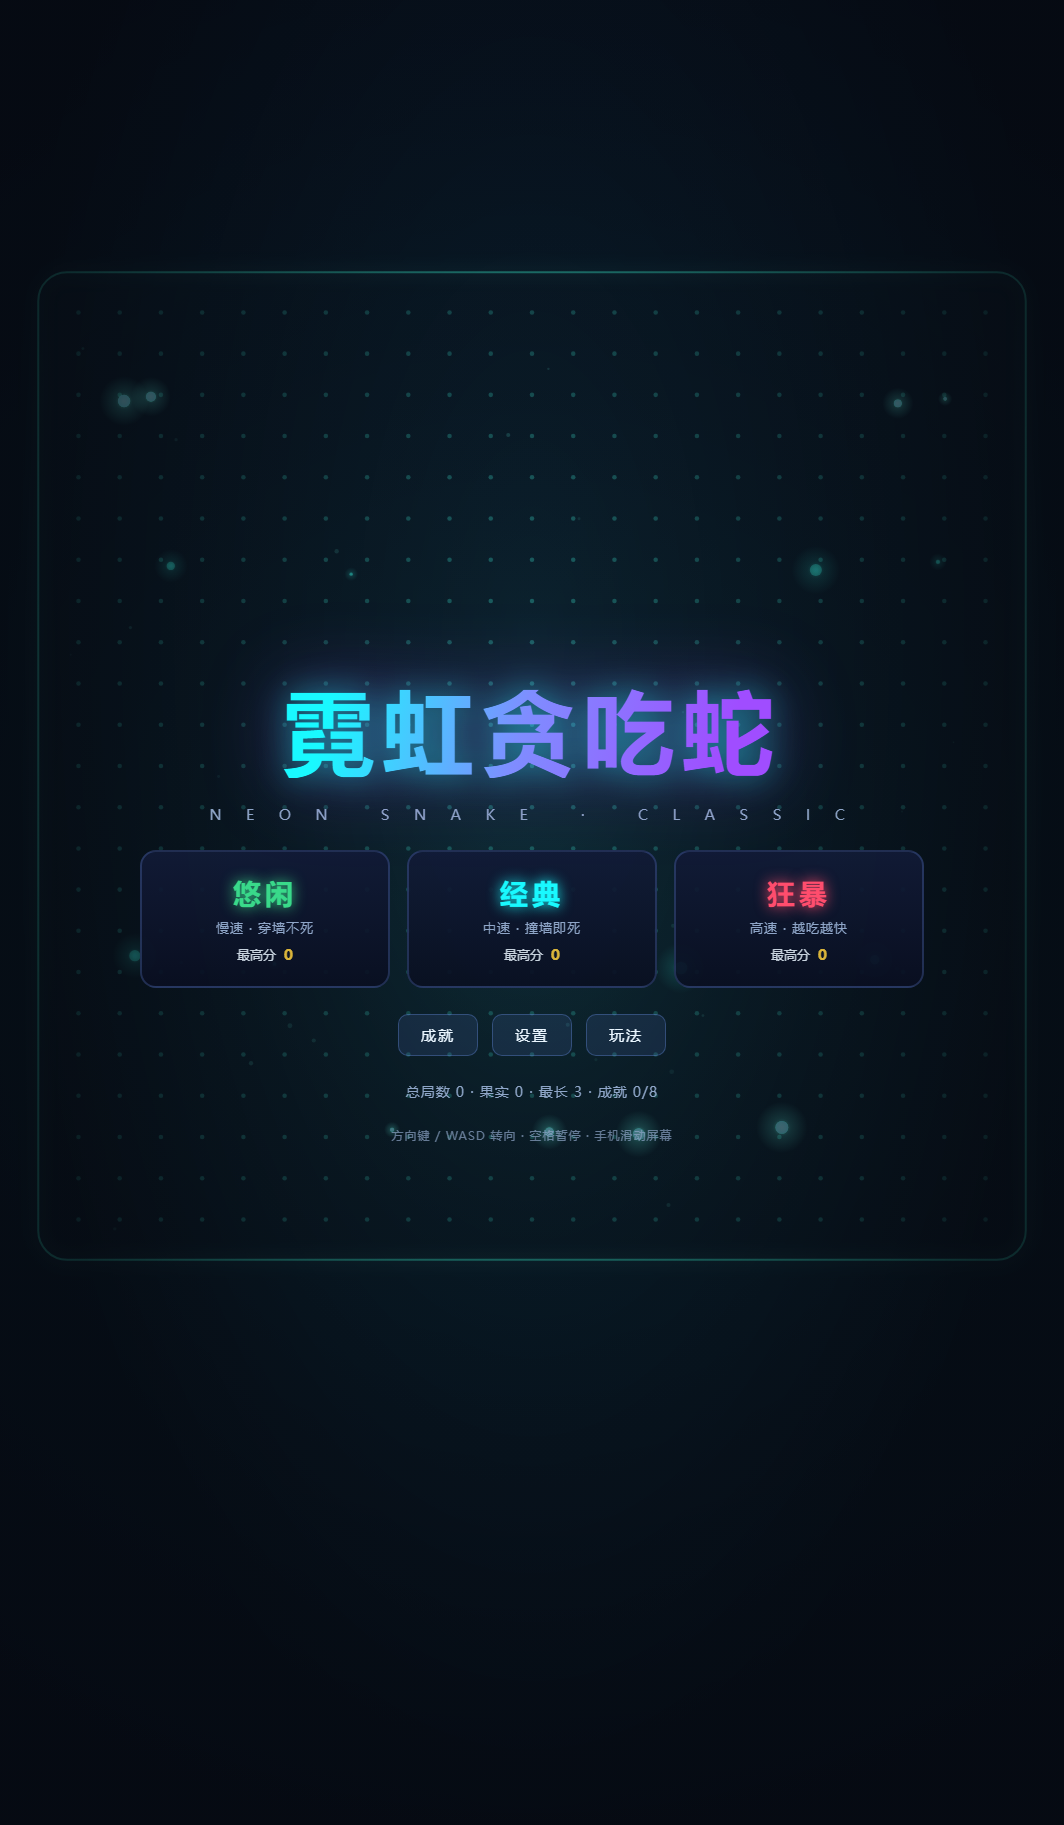 霓虹贪吃蛇
NEON SNAKE · CLASSIC
悠闲
慢速 · 穿墙不死
最高分 0
经典
中速 · 撞墙即死
最高分 0
狂暴
高速 · 越吃越快
最高分 0
成就 设置 玩法
总局数 0 · 果实 0 · 最长 3 · 成就 0/8
方向键 / WASD 转向 · 空格暂停 · 手机滑动屏幕